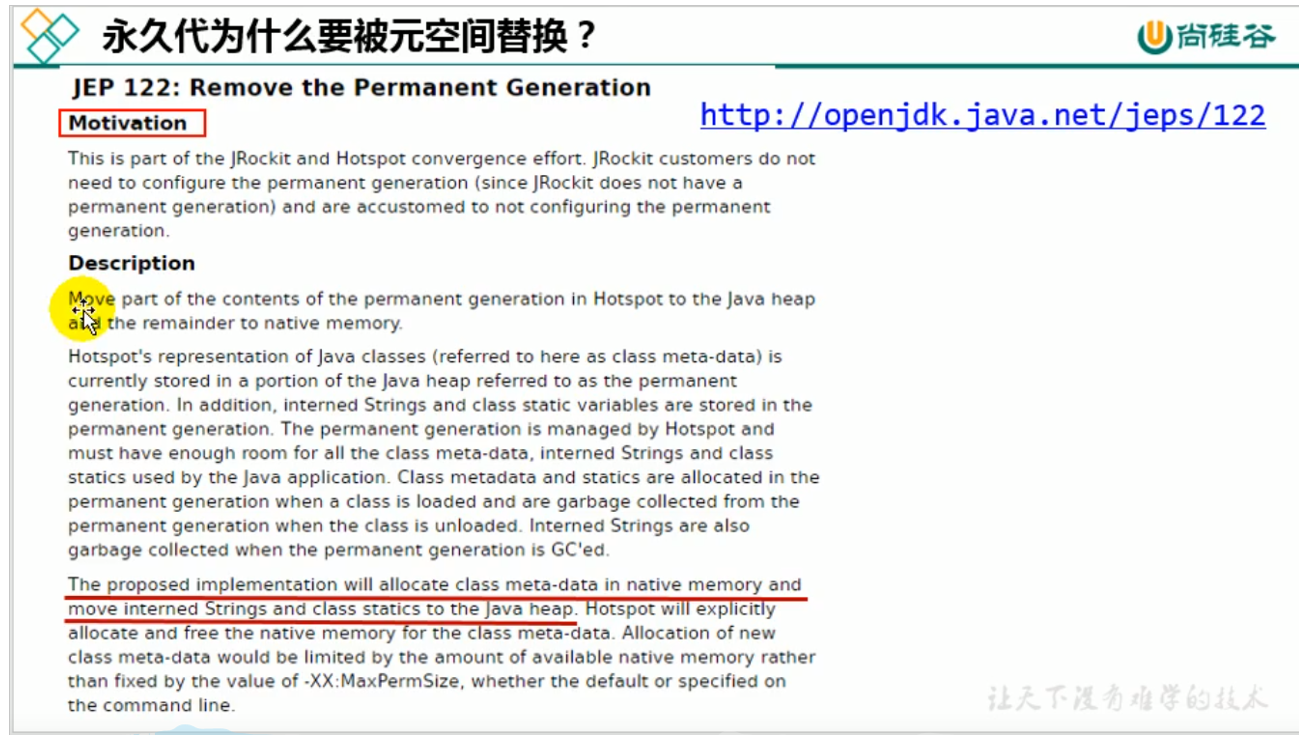 永久代为什么要被元空间替换？
尚硅谷
JEP 122: Remove the Permanent Generation
Motivation
http://openjdk.java.net/jeps/122
This is part of the JRockit and Hotspot convergence effort. JRockit customers do not
need to configure the permanent generation (since JRockit does not have a
permanent generation) and are accustomed to not configuring the permanent
generation.
Description
Move part of the contents of the permanent generation in Hotspot to the Java heap
and the remainder to native memory.
Hotspot's representation of Java classes (referred to here as class meta-data) is
currently stored in a portion of the Java heap referred to as the permanent
generation. In addition, interned Strings and class static variables are stored in the
permanent generation. The permanent generation is managed by Hotspot and
must have enough room for all the class meta-data, interned Strings and class
statics used by the Java application. Class metadata and statics are allocated in the
permanent generation when a class is loaded and are garbage collected from the
permanent generation when the class is unloaded. Interned Strings are also
garbage collected when the permanent generation is GC'ed.
The proposed implementation will allocate class meta-data in native memory and
move interned Strings and class statics to the Java heap. Hotspot will explicitly
allocate and free the native memory for the class meta-data. Allocation of new
class meta-data would be limited by the amount of available native memory rather
than fixed by the value of -XX:MaxPermSize, whether the default or specified on
the command line.
让天下没有难学的技术